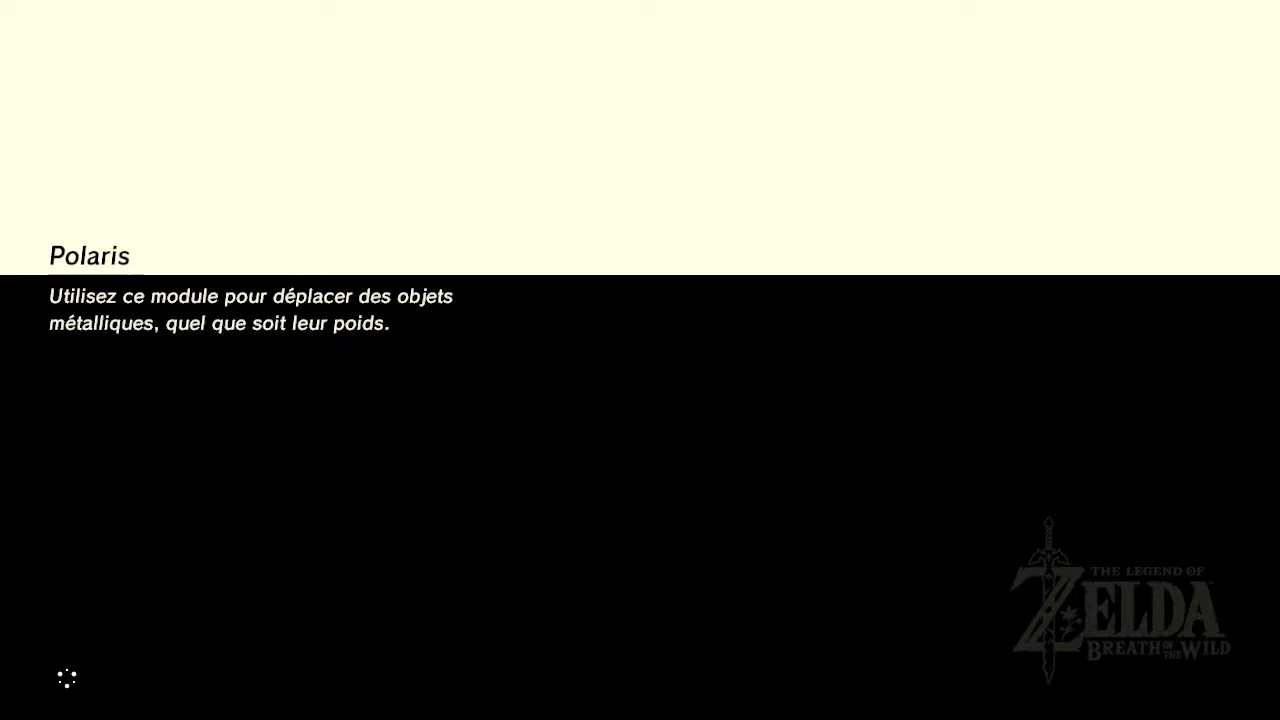 Polaris
Utilisez ce module pour déplacer des objets
métalliques, quel que soit leur poids.
THE LEGEND OF
ZELDA
BREATH OF THE WILD